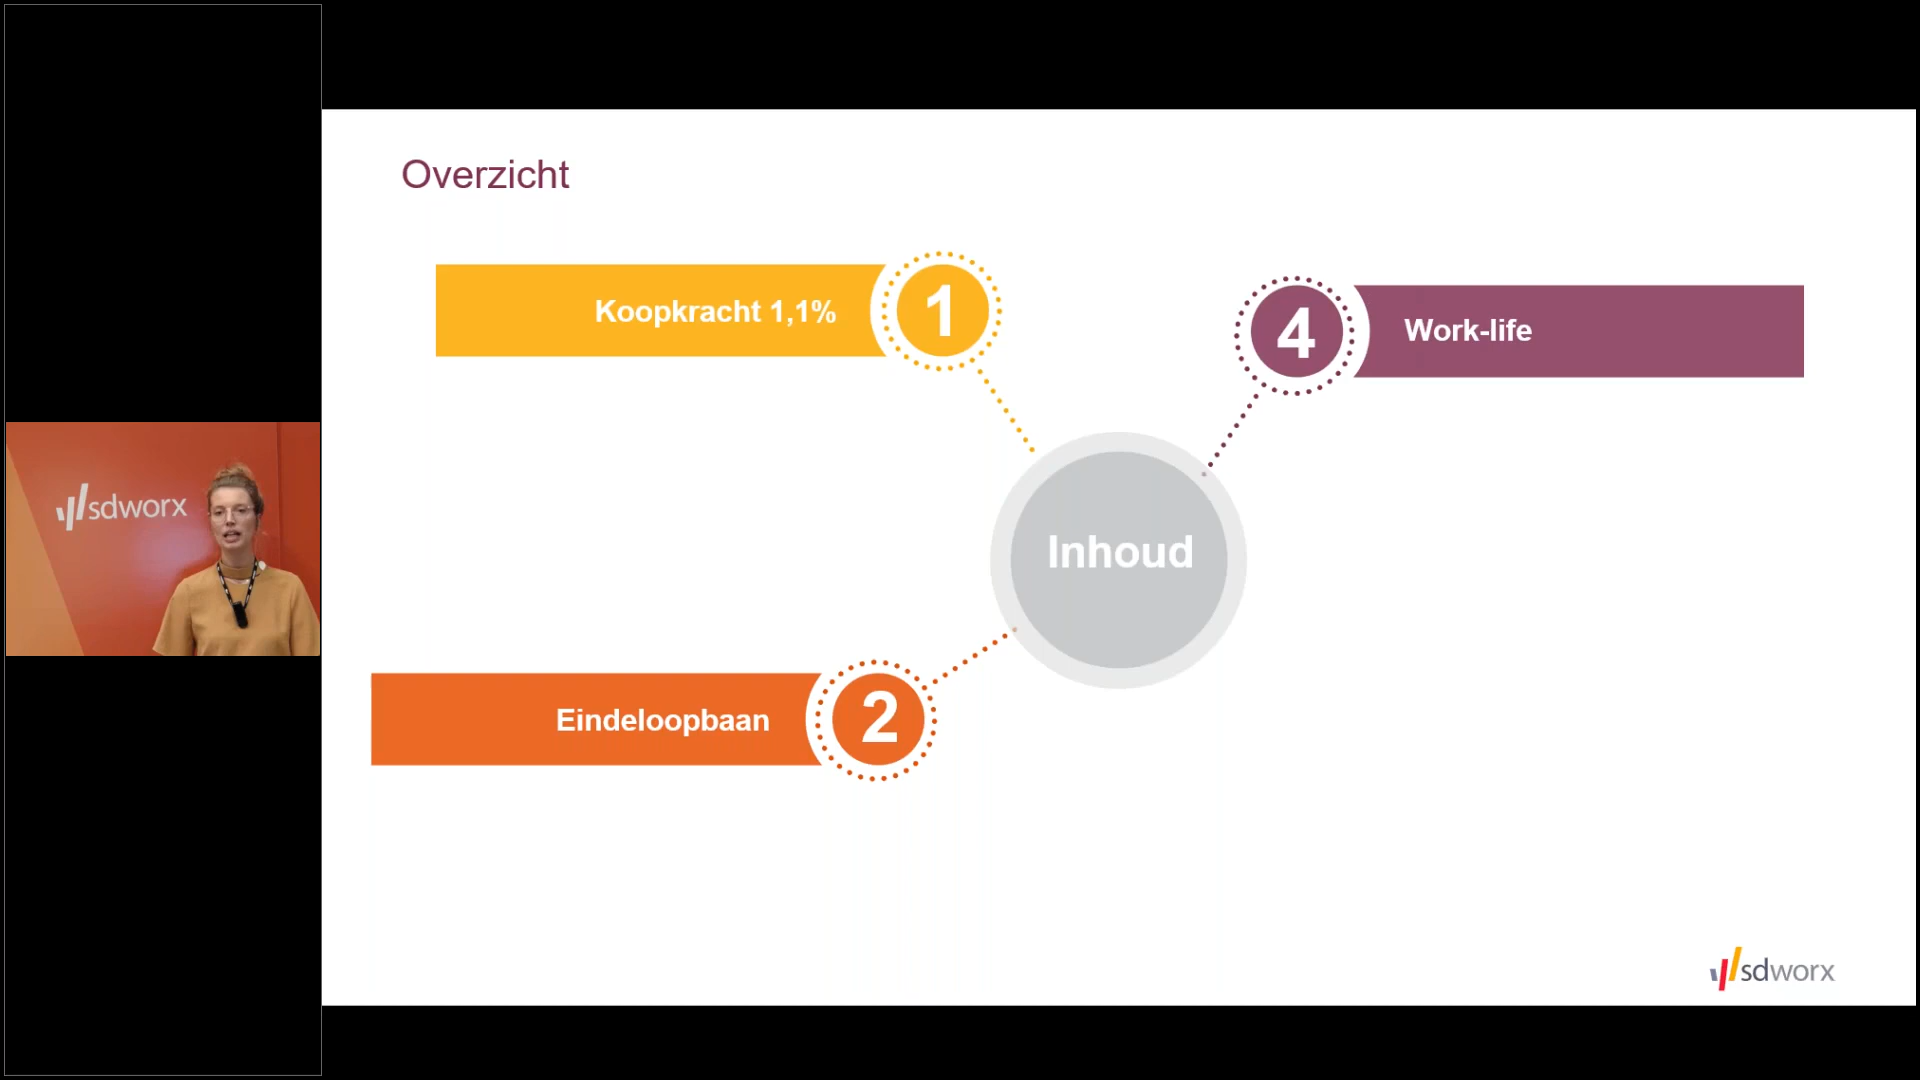 Overzicht
Koopkracht 1,1%
1
4
Work-life
Inhoud
sdworx
Eindeloopbaan
2
sdworx